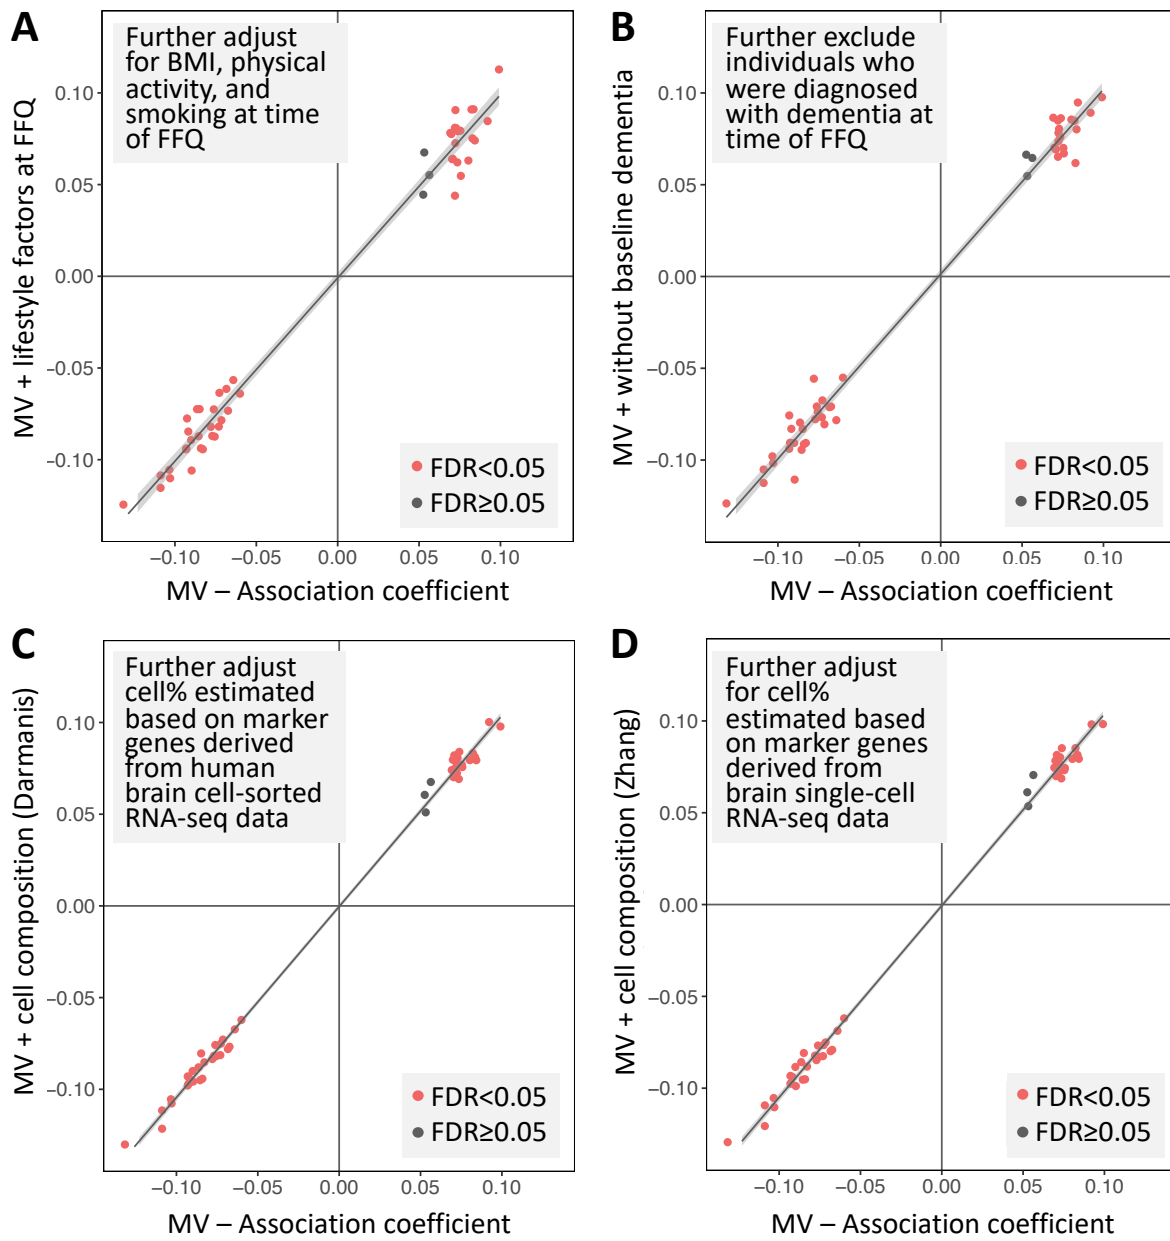 A
Further adjust
for BMI, physical
activity, and
smoking at time
of FFQ
MV + lifestyle factors at FFQ
0.10
0.05
0.00
−0.05
−0.10
FDR<0.05
FDR≥0.05
−0.10
−0.05
0.00
0.05
0.10
MV – Association coefficient
B
Further exclude
individuals who
were diagnosed
with dementia at
time of FFQ
MV + without baseline dementia
0.10
0.05
0.00
−0.05
−0.10
FDR<0.05
FDR≥0.05
−0.10
−0.05
0.00
0.05
0.10
MV – Association coefficient
C
Further adjust
cell% estimated
based on marker
genes derived
from human
brain cell-sorted
RNA-seq data
MV + cell composition (Darmanis)
0.10
0.05
0.00
−0.05
−0.10
FDR<0.05
FDR≥0.05
−0.10
−0.05
0.00
0.05
0.10
MV – Association coefficient
D
Further adjust
for cell%
estimated based
on marker genes
derived from
brain single-cell
RNA-seq data
MV + cell composition (Zhang)
0.10
0.05
0.00
−0.05
−0.10
FDR<0.05
FDR≥0.05
−0.10
−0.05
0.00
0.05
0.10
MV – Association coefficient